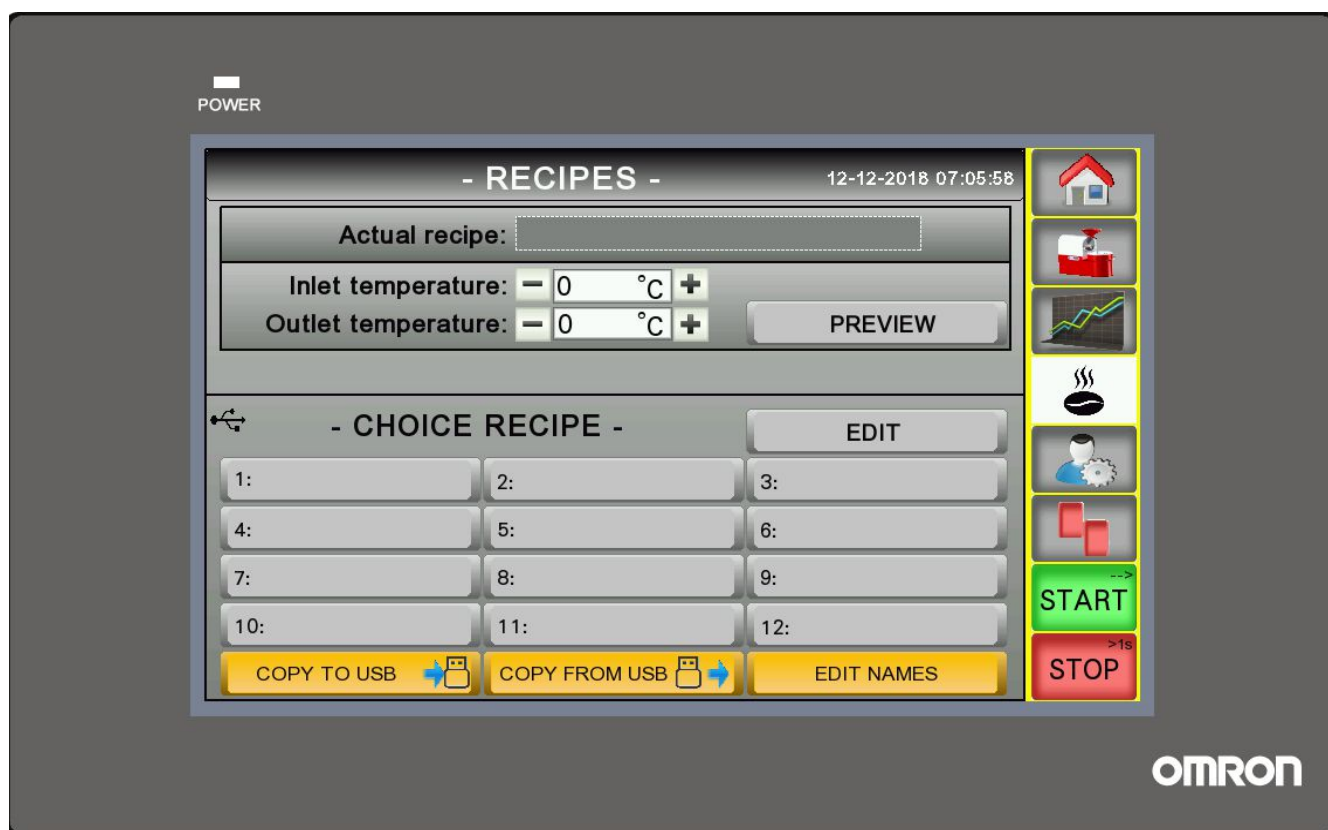 POWER
- RECIPES - 12-12-2018 07:05:58
Actual recipe:
Inlet temperature: - 0 °C +
Outlet temperature: - 0 °C +
PREVIEW
- CHOICE RECIPE - EDIT
1: 2: 3:
4: 5: 6:
7: 8: 9:
10: 11: 12:
COPY TO USB COPY FROM USB EDIT NAMES
-->
START
>1s
STOP
OMRON